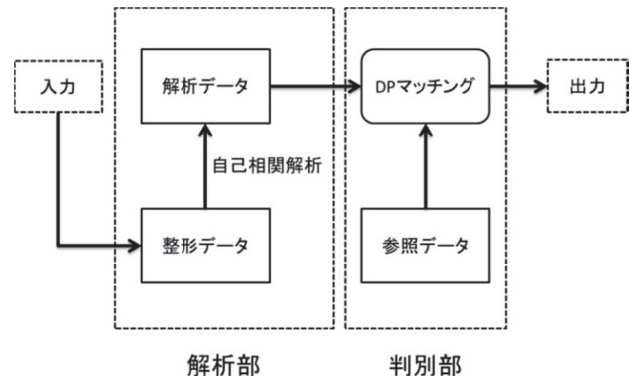 入力
解析データ
DPマッチング
出力
自己相関解析
整形データ
参照データ
解析部
判別部